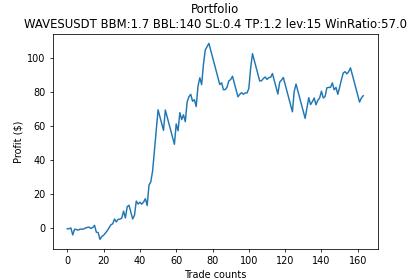 Portfolio
WAVESUSDT BBM:1.7 BBL:140 SL:0.4 TP:1.2 lev:15 WinRatio:57.0
Profit ($)
100
80
60
40
20
0
0 20 40 60 80 100 120 140 160
Trade counts